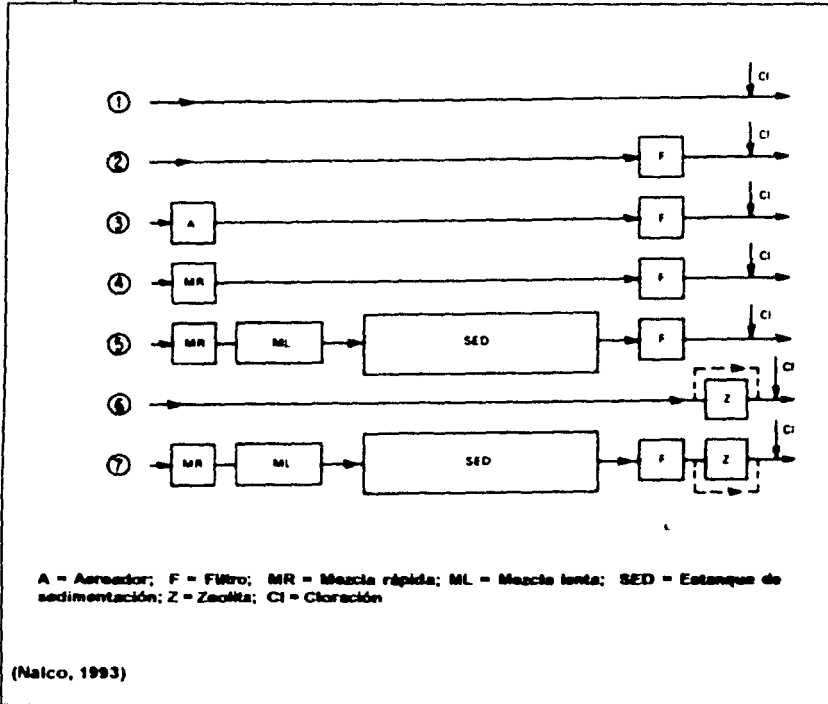 Cl
①
Cl
② F
Cl
③ A F
Cl
④ MR F
Cl
⑤ MR ML SED F
Cl
⑥ Z
Cl
⑦ MR ML SED F Z
A = Aereador; F = Filtro; MR = Mezcla rápida; ML = Mezcla lenta; SED = Estanque de
sedimentación; Z = Zeolita; Cl = Cloración
(Nalco, 1993)